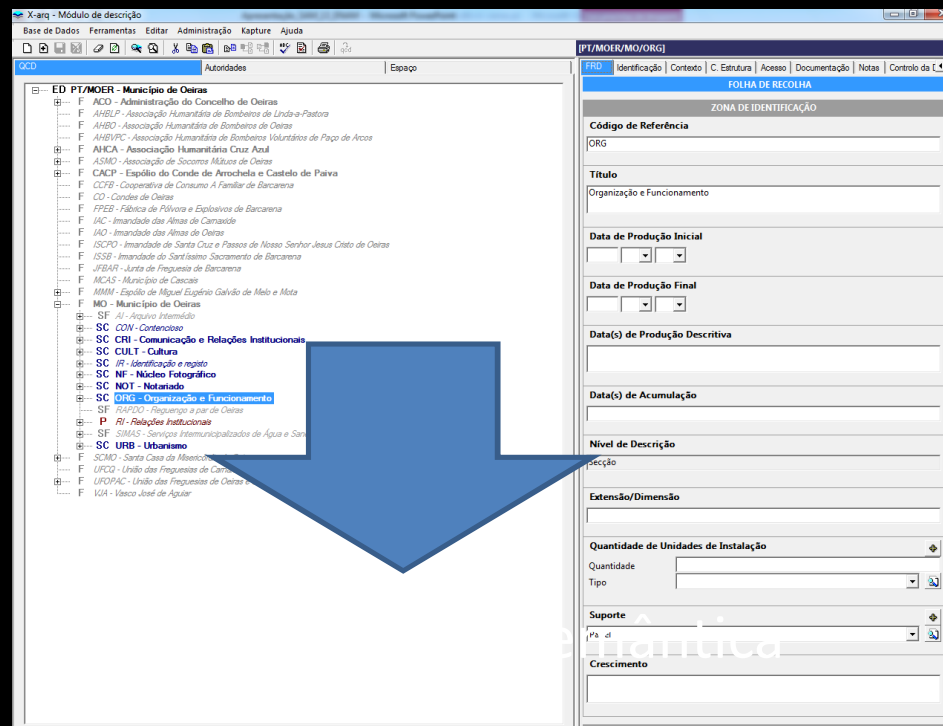 X-arq - Módulo de descrição
Base de Dados Ferramentas Editar Administração Kapture Ajuda
[PT/MOER/MO/ORG]
QCD Autoridades Espaço
FRD Identificação Contexto C. Estrutura Acesso Documentação Notas Controlo da
ED PT/MOER - Município de Oeiras
F ACO - Administração do Concelho de Oeiras
F AHBLP - Associação Humanitária de Bombeiros de Linda-a-Pastora
F AHBO - Associação Humanitária de Bombeiros de Oeiras
F AHBVPC - Associação Humanitária de Bombeiros Voluntários de Paço de Arcos
F AHCA - Associação Humanitária Cruz Azul
F ASMO - Associação de Socorros Mútuos de Oeiras
F CACP - Espólio do Conde de Arrochela e Castelo de Paiva
F CCFB - Cooperativa de Consumo A Familiar de Barcarena
F CO - Condes de Oeiras
F FPEB - Fábrica de Pólvora e Explosivos de Barcarena
F IAC - Irmandade das Almas de Carnaxide
F IAO - Irmandade das Almas de Oeiras
F ISCPO - Irmandade de Santa Cruz e Passos de Nosso Senhor Jesus Cristo de Oeiras
F ISSB - Irmandade do Santíssimo Sacramento de Barcarena
F JFBAR - Junta de Freguesia de Barcarena
F MCAS - Município de Cascais
F MMM - Espólio de Miguel Eugénio Galvão de Melo e Mota
F MO - Município de Oeiras
SF AI - Arquivo Intermédio
SC CON - Contencioso
SC CRI - Comunicação e Relações Institucionais
SC CULT - Cultura
SC IR - Identificação e registo
SC NF - Núcleo Fotográfico
SC NOT - Notariado
SC ORG - Organização e Funcionamento
SF RAPDO - Reguengo a par de Oeiras
P RI - Relações Institucionais
SF SIMAS - Serviços Intermunicipalizados de Água e
SC URB - Urbanismo
F SCMO - Santa Casa da
F UFCQ - União das Freguesias de
F UFOPAC - União das Freguesias de Oeiras
F VJA - Vasco José de Aguiar
FOLHA DE RECOLHA
ZONA DE IDENTIFICAÇÃO
Código de Referência
ORG
Título
Organização e Funcionamento
Data de Produção Inicial
Data de Produção Final
Data(s) de Produção Descritiva
Data(s) de Acumulação
Nível de Descrição
Secção
Extensão/Dimensão
Quantidade de Unidades de Instalação
Quantidade
Tipo
Suporte
Crescimento